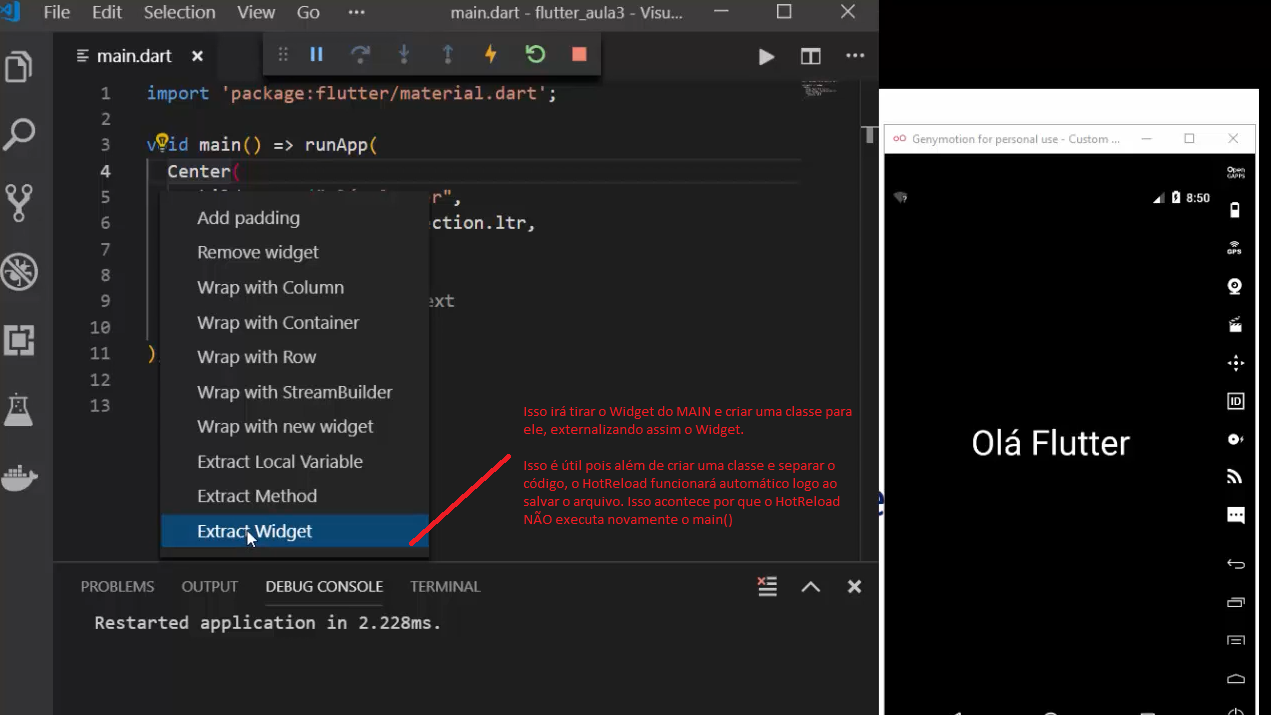 File Edit Selection View Go ··· main.dart - flutter_aula3 - Visu...
main.dart
1 import 'package:flutter/material.dart';
2
3 void main() => runApp(
4 Center(
5 r",
6 ction.ltr,
7
8
9 ext
10
11 )
12
13
Add padding
Remove widget
Wrap with Column
Wrap with Container
Wrap with Row
Wrap with StreamBuilder
Wrap with new widget
Extract Local Variable
Extract Method
Extract Widget
Isso irá tirar o Widget do MAIN e criar uma classe para
ele, externalizando assim o Widget.
Isso é útil pois além de criar uma classe e separar o
código, o HotReload funcionará automático logo ao
salvar o arquivo. Isso acontece por que o HotReload
NÃO executa novamente o main()
PROBLEMS OUTPUT DEBUG CONSOLE TERMINAL
Restarted application in 2.228ms.
Genymotion for personal use - Custom ...
Open
GAPPS
8:50
GPS
ID
Olá Flutter